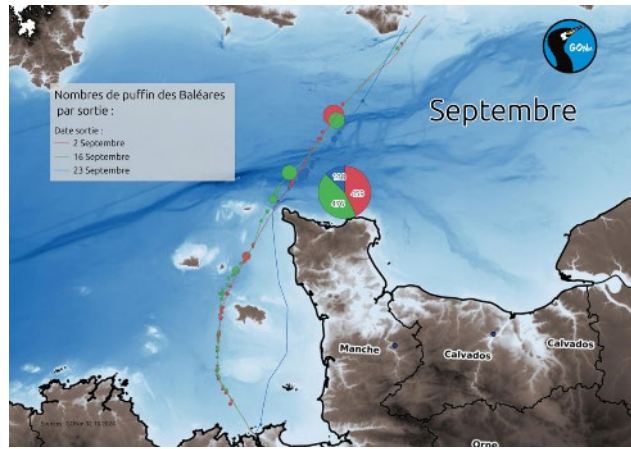 GONm
Nombres de puffin des Baléares
par sortie :
Septembre
Date sortie :
2 Septembre
16 Septembre
23 Septembre
Manche
Calvados
Calvados
Orne